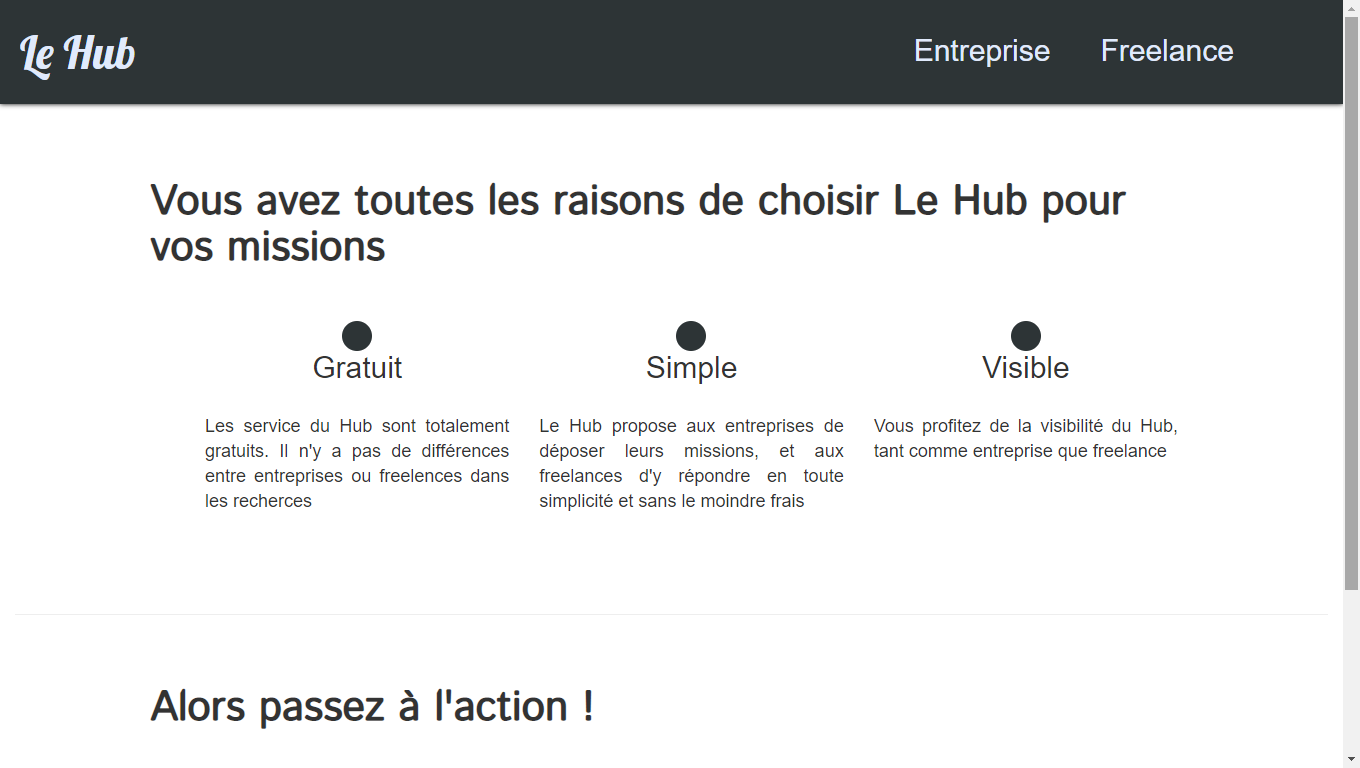 Le Hub
Entreprise
Freelance
Vous avez toutes les raisons de choisir Le Hub pour
vos missions
Gratuit
Les service du Hub sont totalement
gratuits. Il n'y a pas de différences
entre entreprises ou freelences dans
les recherces
Simple
Le Hub propose aux entreprises de
déposer leurs missions, et aux
freelances d'y répondre en toute
simplicité et sans le moindre frais
Visible
Vous profitez de la visibilité du Hub,
tant comme entreprise que freelance
Alors passez à l'action !